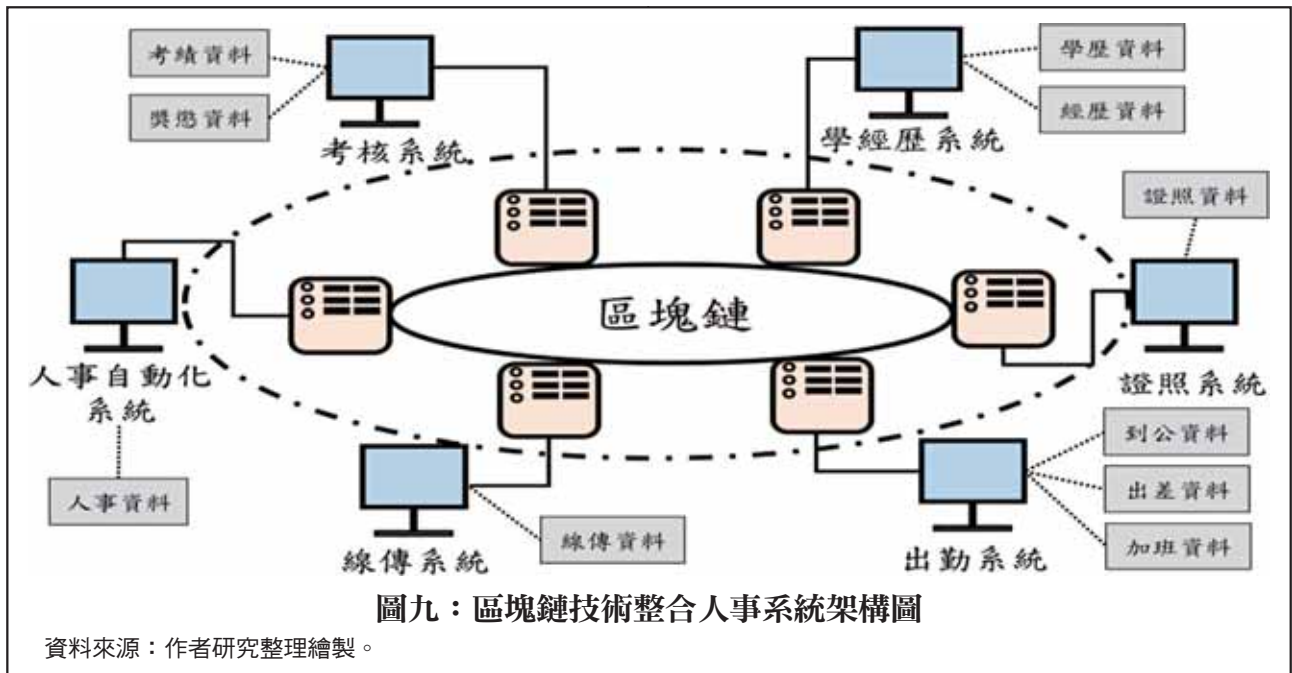 考績資料
獎懲資料
考核系統
學歷資料
經歷資料
學經歷系統
證照資料
證照系統
區塊鏈
人事自動化
系統
人事資料
線傳系統
線傳資料
到公資料
出差資料
加班資料
出勤系統
圖九：區塊鏈技術整合人事系統架構圖
資料來源：作者研究整理繪製。